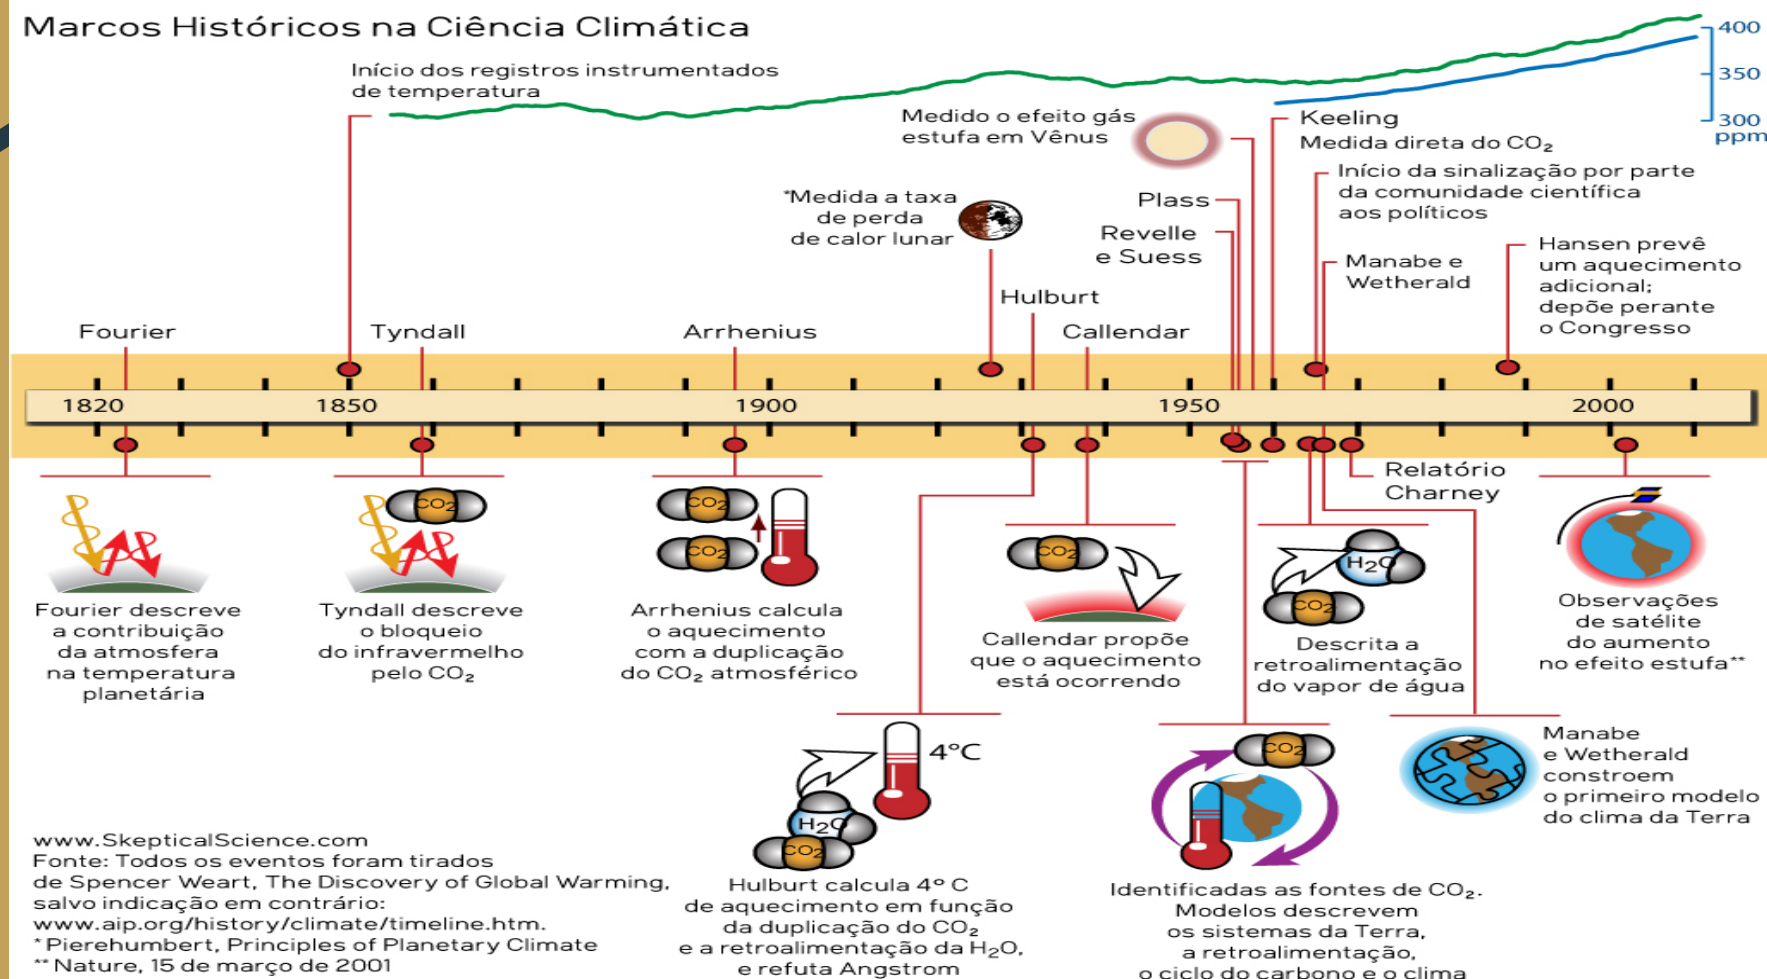 Marcos Históricos na Ciência Climática
400
350
300
ppm
Início dos registros instrumentados
de temperatura
Medido o efeito gás
estufa em Vênus
Keeling
Medida direta do CO₂
Início da sinalização por parte
da comunidade científica
aos políticos
*Medida a taxa
de perda
de calor lunar
Plass
Revelle
e Suess
Manabe e
Wetherald
Hansen prevê
um aquecimento
adicional;
depõe perante
o Congresso
Hulburt
Fourier
Tyndall
Arrhenius
Callendar
1820
1850
1900
1950
2000
Relatório
Charney
CO₂
CO₂
CO₂
CO₂
H₂O
CO₂
Fourier descreve
a contribuição
da atmosfera
na temperatura
planetária
Tyndall descreve
o bloqueio
do infravermelho
pelo CO₂
Arrhenius calcula
o aquecimento
com a duplicação
do CO₂ atmosférico
Callendar propõe
que o aquecimento
está ocorrendo
Descrita a
retroalimentação
do vapor de água
Observações
de satélite
do aumento
no efeito estufa**
4°C
H₂O
CO₂
CO₂
Manabe
e Wetherald
constroem
o primeiro modelo
do clima da Terra
Hulburt calcula 4° C
de aquecimento em função
da duplicação do CO₂
e a retroalimentação da H₂O,
e refuta Angstrom
Identificadas as fontes de CO₂.
Modelos descrevem
os sistemas da Terra,
a retroalimentação,
o ciclo do carbono e o clima
www.SkepticalScience.com
Fonte: Todos os eventos foram tirados
de Spencer Weart, The Discovery of Global Warming,
salvo indicação em contrário:
www.aip.org/history/climate/timeline.htm.
*Pierehumbert, Principles of Planetary Climate
** Nature, 15 de março de 2001